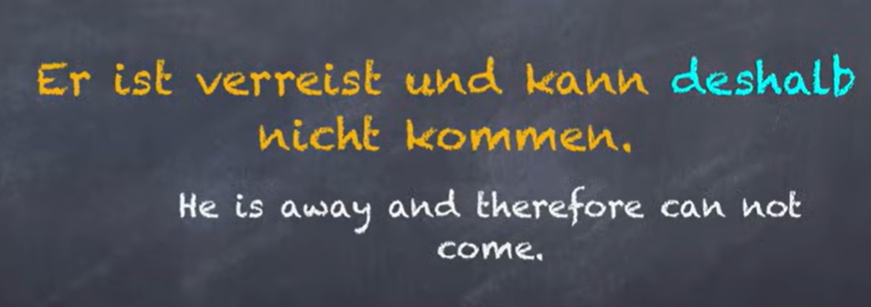 Er ist verreist und kann deshalb
nicht kommen.
He is away and therefore can not
come.